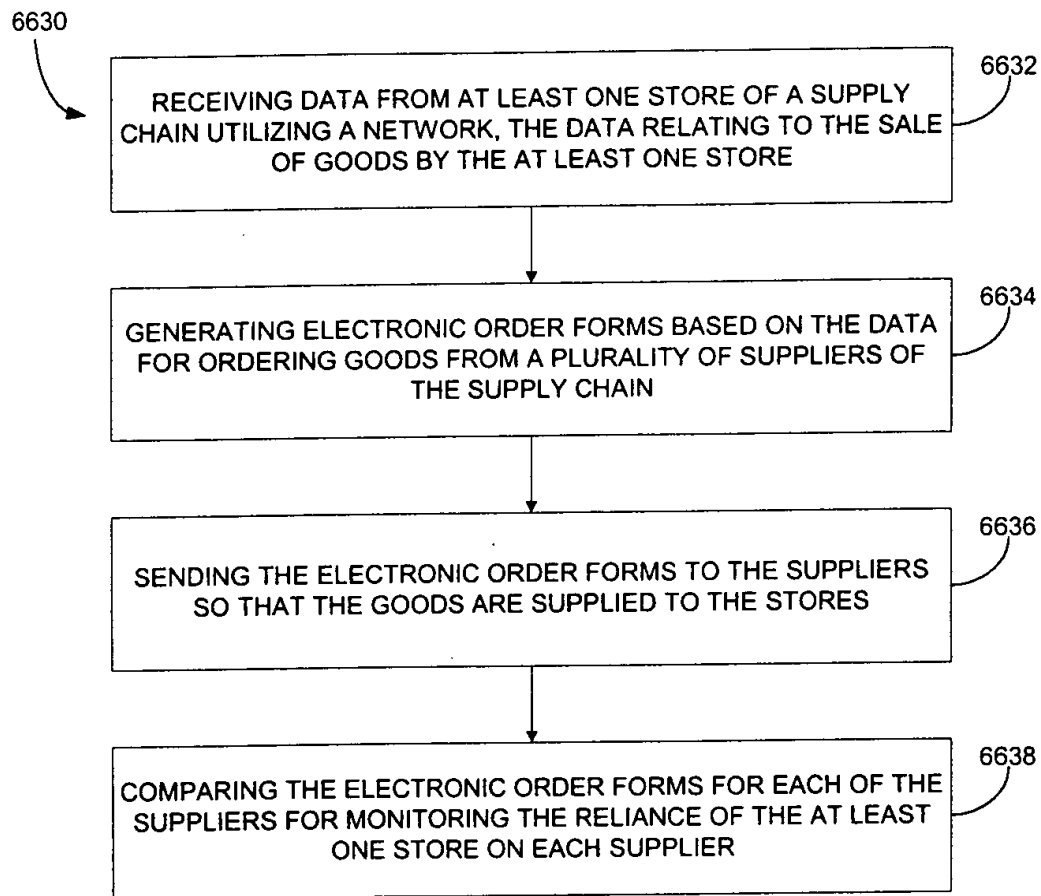 6630
6632
RECEIVING DATA FROM AT LEAST ONE STORE OF A SUPPLY
CHAIN UTILIZING A NETWORK, THE DATA RELATING TO THE SALE
OF GOODS BY THE AT LEAST ONE STORE
6634
GENERATING ELECTRONIC ORDER FORMS BASED ON THE DATA
FOR ORDERING GOODS FROM A PLURALITY OF SUPPLIERS OF
THE SUPPLY CHAIN
6636
SENDING THE ELECTRONIC ORDER FORMS TO THE SUPPLIERS
SO THAT THE GOODS ARE SUPPLIED TO THE STORES
6638
COMPARING THE ELECTRONIC ORDER FORMS FOR EACH OF THE
SUPPLIERS FOR MONITORING THE RELIANCE OF THE AT LEAST
ONE STORE ON EACH SUPPLIER